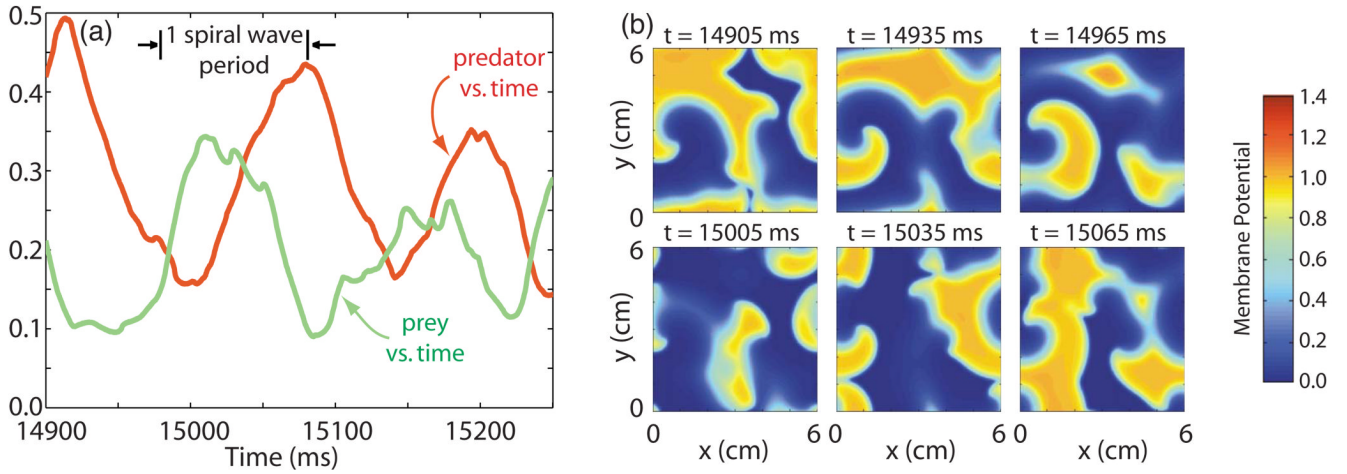 (a)
0.5
0.4
0.3
0.2
0.1
0.0
1 spiral wave
period
predator
vs. time
prey
vs. time
14900
15000
15100
15200
Time (ms)
(b)
t = 14905 ms
t = 14935 ms
t = 14965 ms
6
y (cm)
0
t = 15005 ms
t = 15035 ms
t = 15065 ms
6
y (cm)
0
0
6
0
6
0
6
x (cm)
x (cm)
x (cm)
Membrane Potential
1.4
1.2
1.0
0.8
0.6
0.4
0.2
0.0